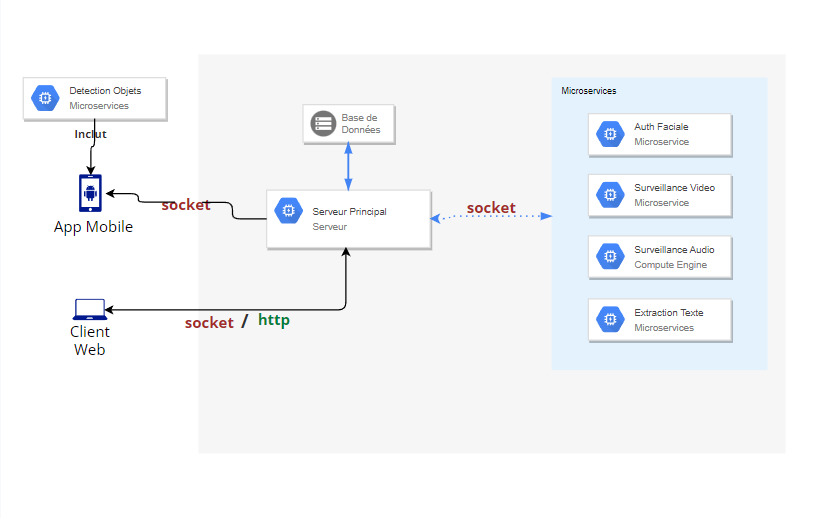 Detection Objets
Microservices
Inclut
App Mobile
socket
Base de
Données
Serveur Principal
Serveur
socket
socket / http
Client
Web
Microservices
Auth Faciale
Microservice
Surveillance Video
Microservice
Surveillance Audio
Compute Engine
Extraction Texte
Microservices